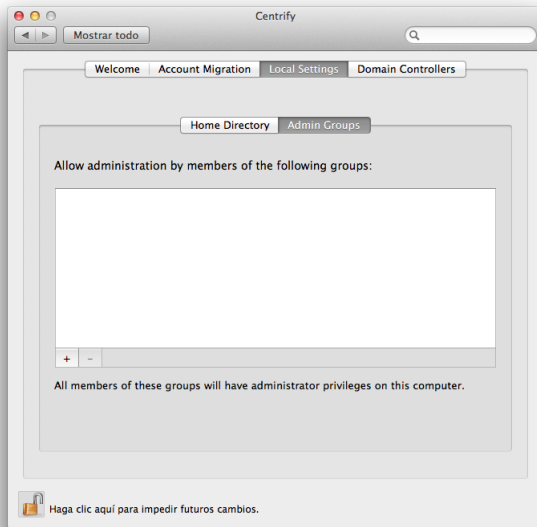 Centrify
Mostrar todo
Welcome Account Migration Local Settings Domain Controllers
Home Directory Admin Groups
Allow administration by members of the following groups:
+ -
All members of these groups will have administrator privileges on this computer.
Haga clic aquí para impedir futuros cambios.